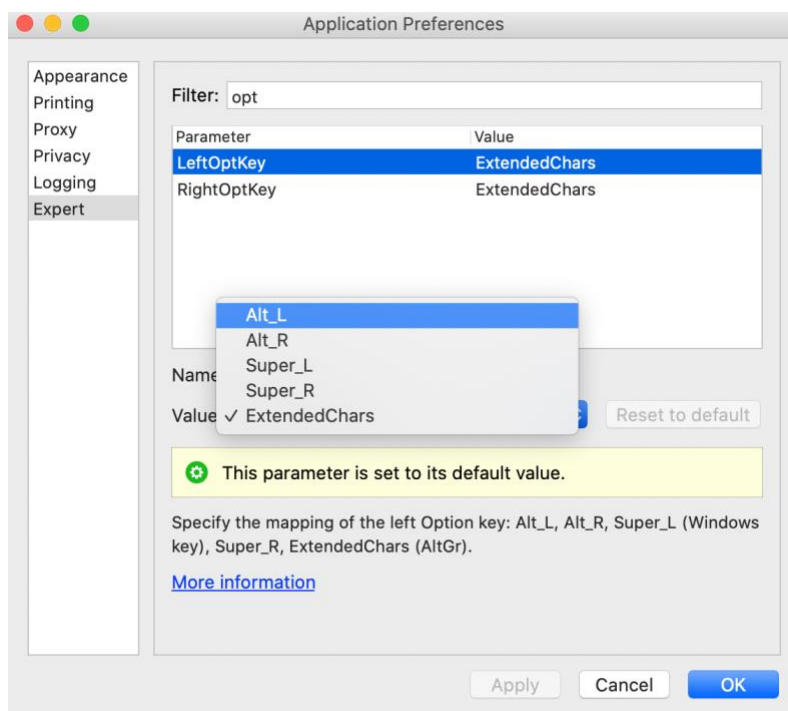 Application Preferences
Appearance
Printing
Proxy
Privacy
Logging
Expert
Filter: opt
Parameter Value
LeftOptKey ExtendedChars
RightOptKey ExtendedChars
Alt_L
Alt_R
Super_L
Super_R
Name
Value ✓ ExtendedChars Reset to default
This parameter is set to its default value.
Specify the mapping of the left Option key: Alt_L, Alt_R, Super_L (Windows
key), Super_R, ExtendedChars (AltGr).
More information
Apply Cancel OK